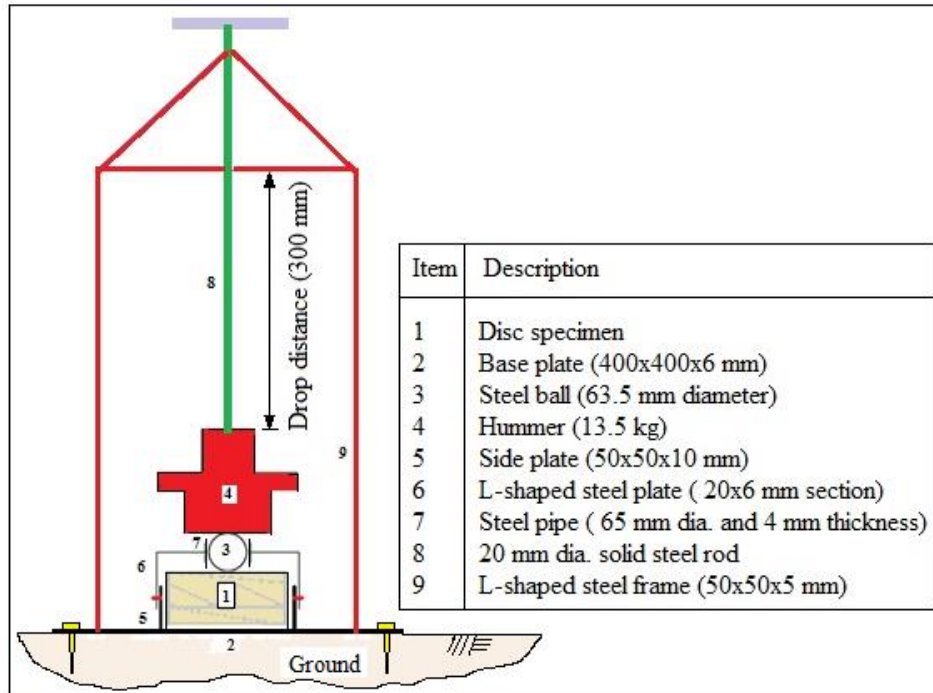 Drop distance (300 mm)
8
9
4
7
3
6
1
5
2
Ground
Item Description
1 Disc specimen
2 Base plate (400x400x6 mm)
3 Steel ball (63.5 mm diameter)
4 Hummer (13.5 kg)
5 Side plate (50x50x10 mm)
6 L-shaped steel plate ( 20x6 mm section)
7 Steel pipe ( 65 mm dia. and 4 mm thickness)
8 20 mm dia. solid steel rod
9 L-shaped steel frame (50x50x5 mm)